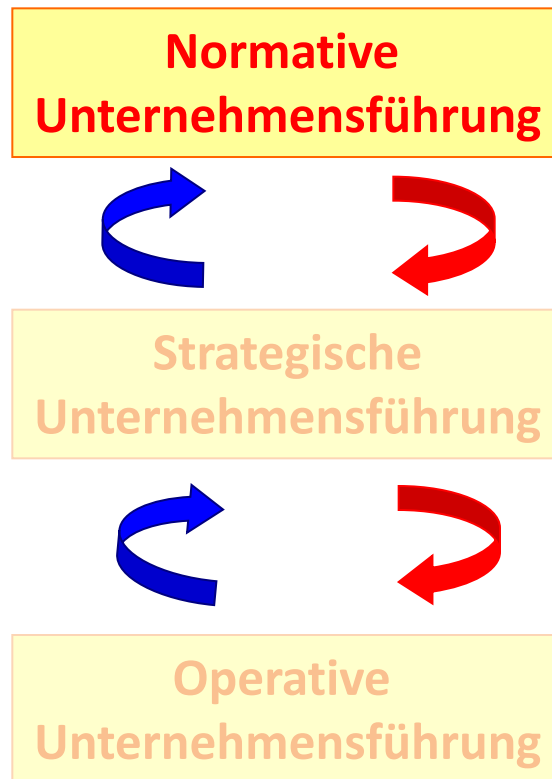 Normative
Unternehmensführung
Strategische
Unternehmensführung
Operative
Unternehmensführung